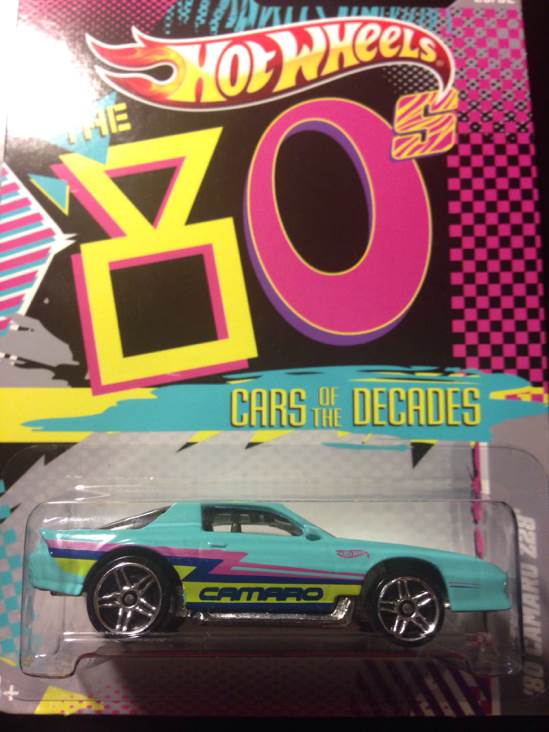 HOT WHEELS
THE
80s
CARS OF THE DECADES
CAMARO
'80 CAMARO Z28